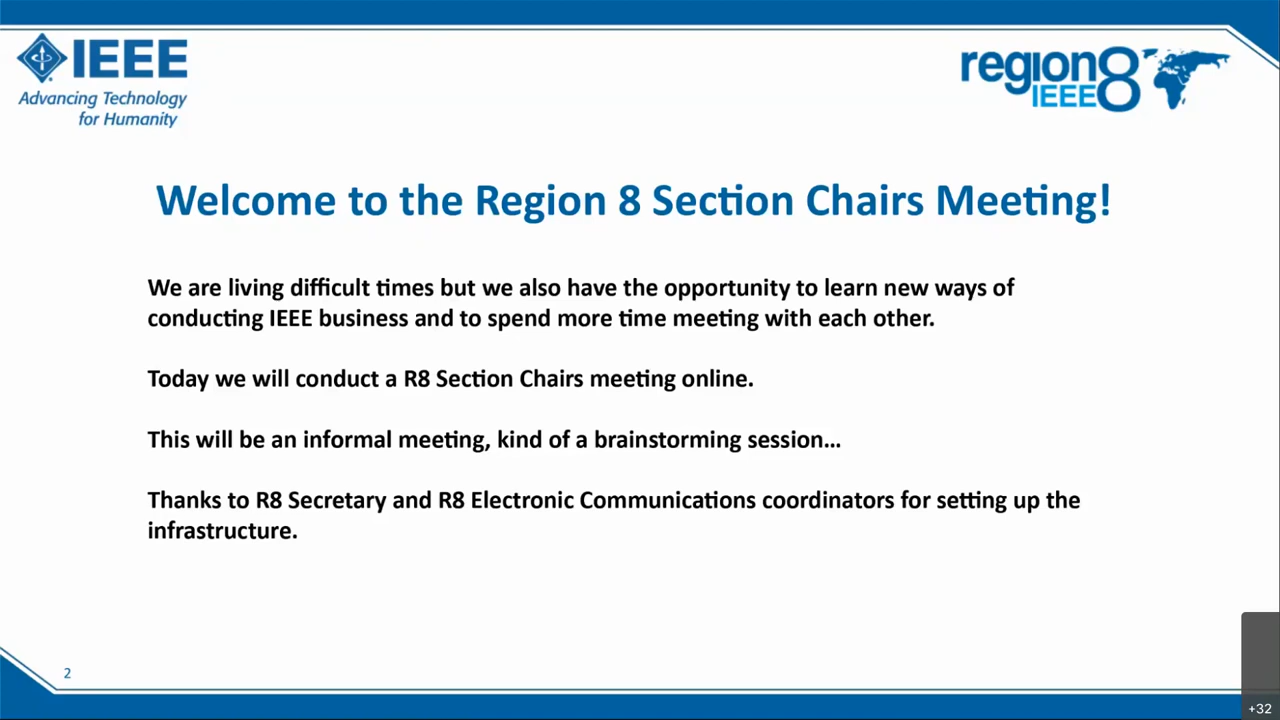 IEEE
Advancing Technology
for Humanity
region8
IEEE
Welcome to the Region 8 Section Chairs Meeting!
We are living difficult times but we also have the opportunity to learn new ways of
conducting IEEE business and to spend more time meeting with each other.
Today we will conduct a R8 Section Chairs meeting online.
This will be an informal meeting, kind of a brainstorming session...
Thanks to R8 Secretary and R8 Electronic Communications coordinators for setting up the
infrastructure.
2
+32